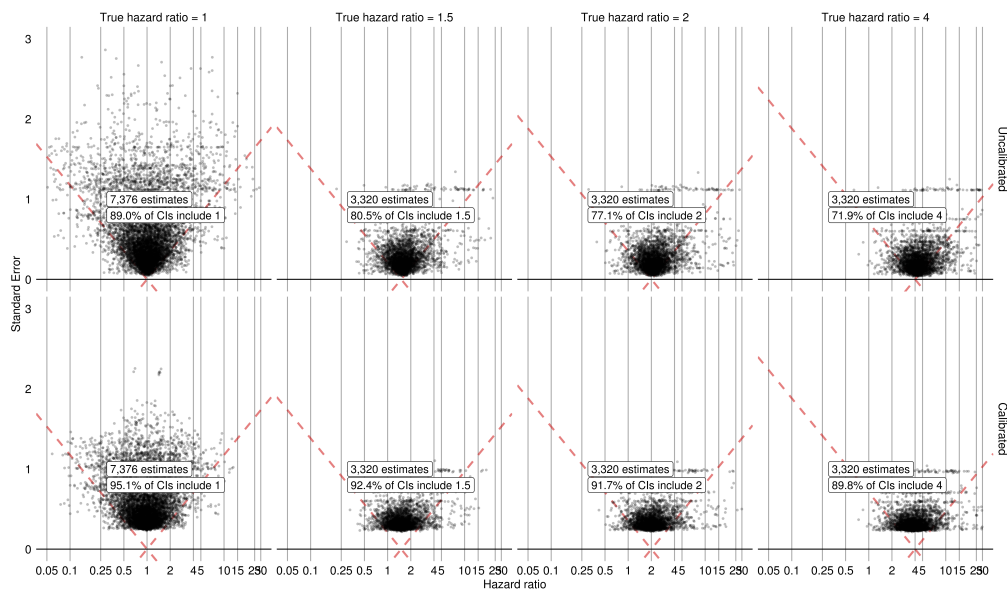 True hazard ratio = 1
True hazard ratio = 1.5
True hazard ratio = 2
True hazard ratio = 4
3
2
1
0
Uncalibrated
7,376 estimates
89.0% of CIs include 1
3,320 estimates
80.5% of CIs include 1.5
3,320 estimates
77.1% of CIs include 2
3,320 estimates
71.9% of CIs include 4
Standard Error
3
2
1
0
Calibrated
7,376 estimates
95.1% of CIs include 1
3,320 estimates
92.4% of CIs include 1.5
3,320 estimates
91.7% of CIs include 2
3,320 estimates
89.8% of CIs include 4
0.05 0.1 0.25 0.5 1 2 4 5 10 15 25 30
0.05 0.1 0.25 0.5 1 2 4 5 10 15 25 30
0.05 0.1 0.25 0.5 1 2 4 5 10 15 25 30
0.05 0.1 0.25 0.5 1 2 4 5 10 15 25 30
Hazard ratio